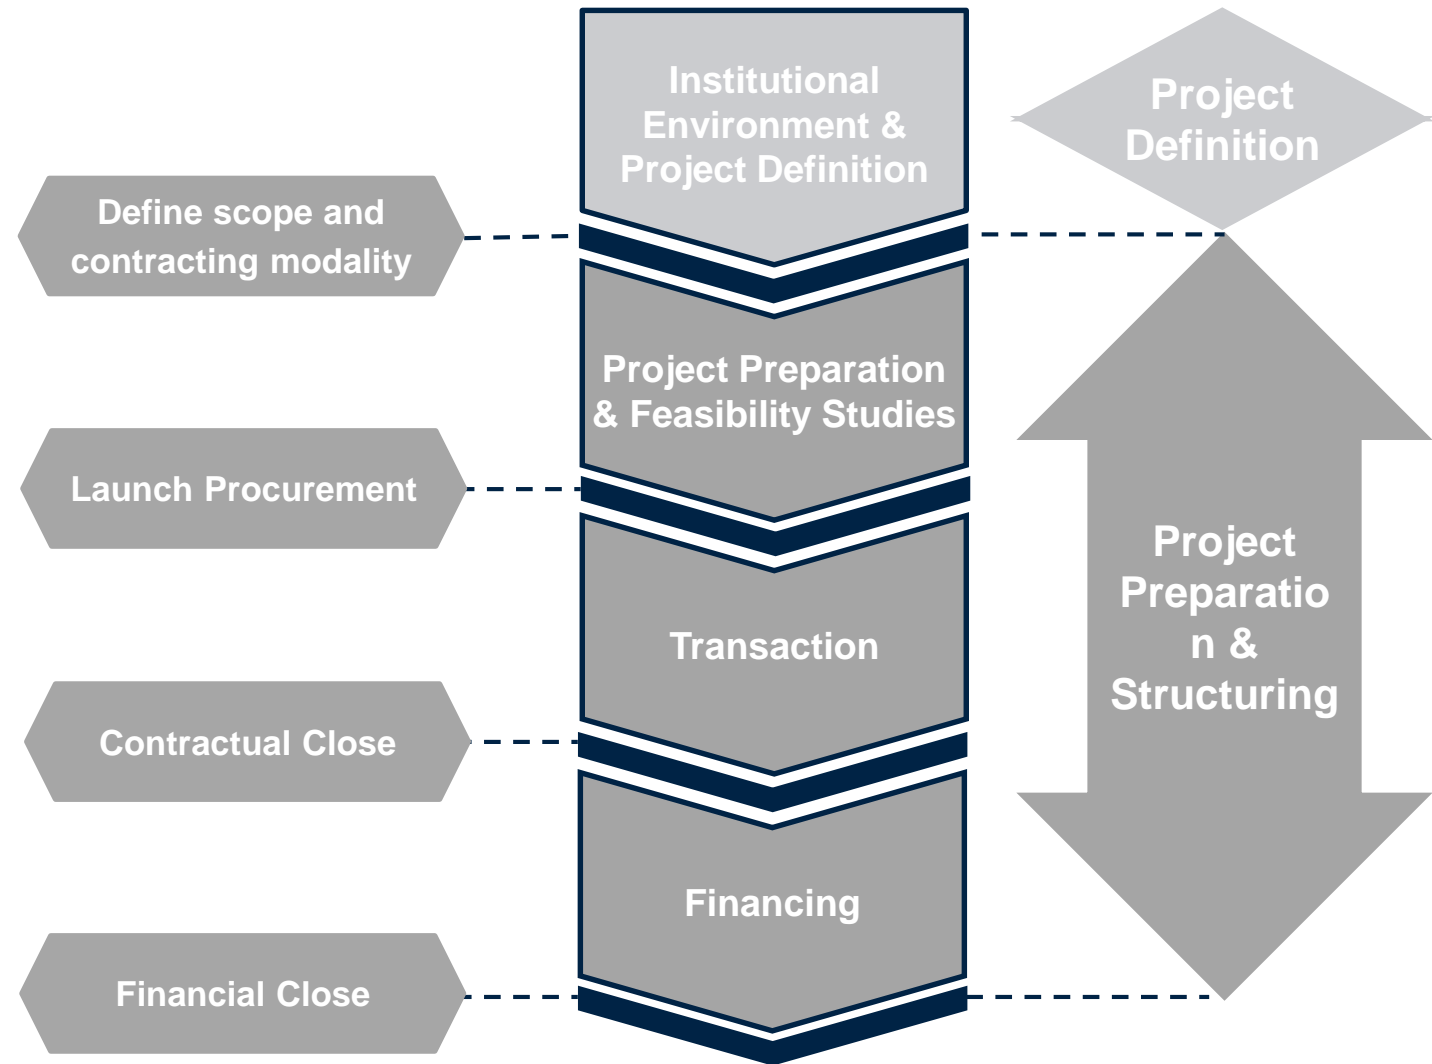 Institutional
Environment &
Project Definition
Project
Definition
Define scope and
contracting modality
Project Preparation
& Feasibility Studies
Launch Procurement
Project
Preparatio
n &
Structuring
Transaction
Contractual Close
Financing
Financial Close